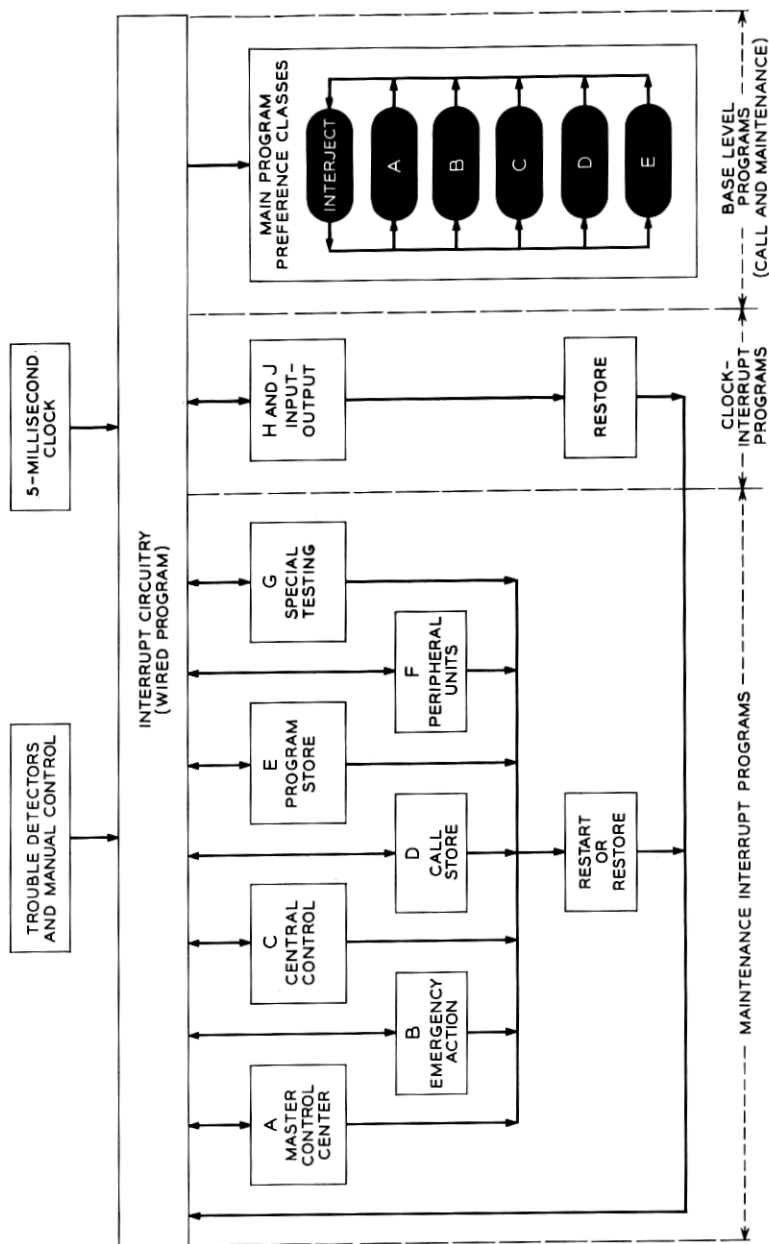 TROUBLE DETECTORS
AND MANUAL CONTROL
5-MILLISECOND
CLOCK
INTERRUPT CIRCUITRY
(WIRED PROGRAM)
A
MASTER
CONTROL
CENTER
B
EMERGENCY
ACTION
C
CENTRAL
CONTROL
D
CALL
STORE
E
PROGRAM
STORE
F
PERIPHERAL
UNITS
G
SPECIAL
TESTING
RESTART
OR
RESTORE
H AND J
INPUT-
OUTPUT
RESTORE
MAIN PROGRAM
PREFERENCE CLASSES
INTERJECT
A
B
C
D
E
MAINTENANCE INTERRUPT PROGRAMS
CLOCK-
INTERRUPT
PROGRAMS
BASE LEVEL
PROGRAMS
(CALL AND MAINTENANCE)